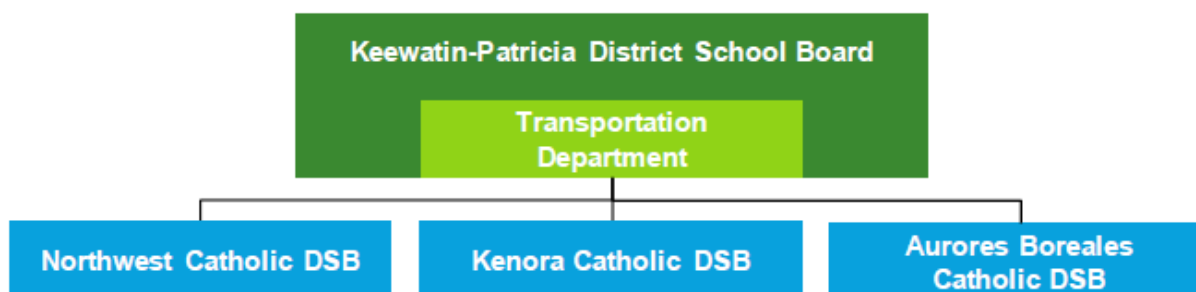 Keewatin-Patricia District School Board
Transportation
Department
Northwest Catholic DSB
Kenora Catholic DSB
Aurores Boreales
Catholic DSB